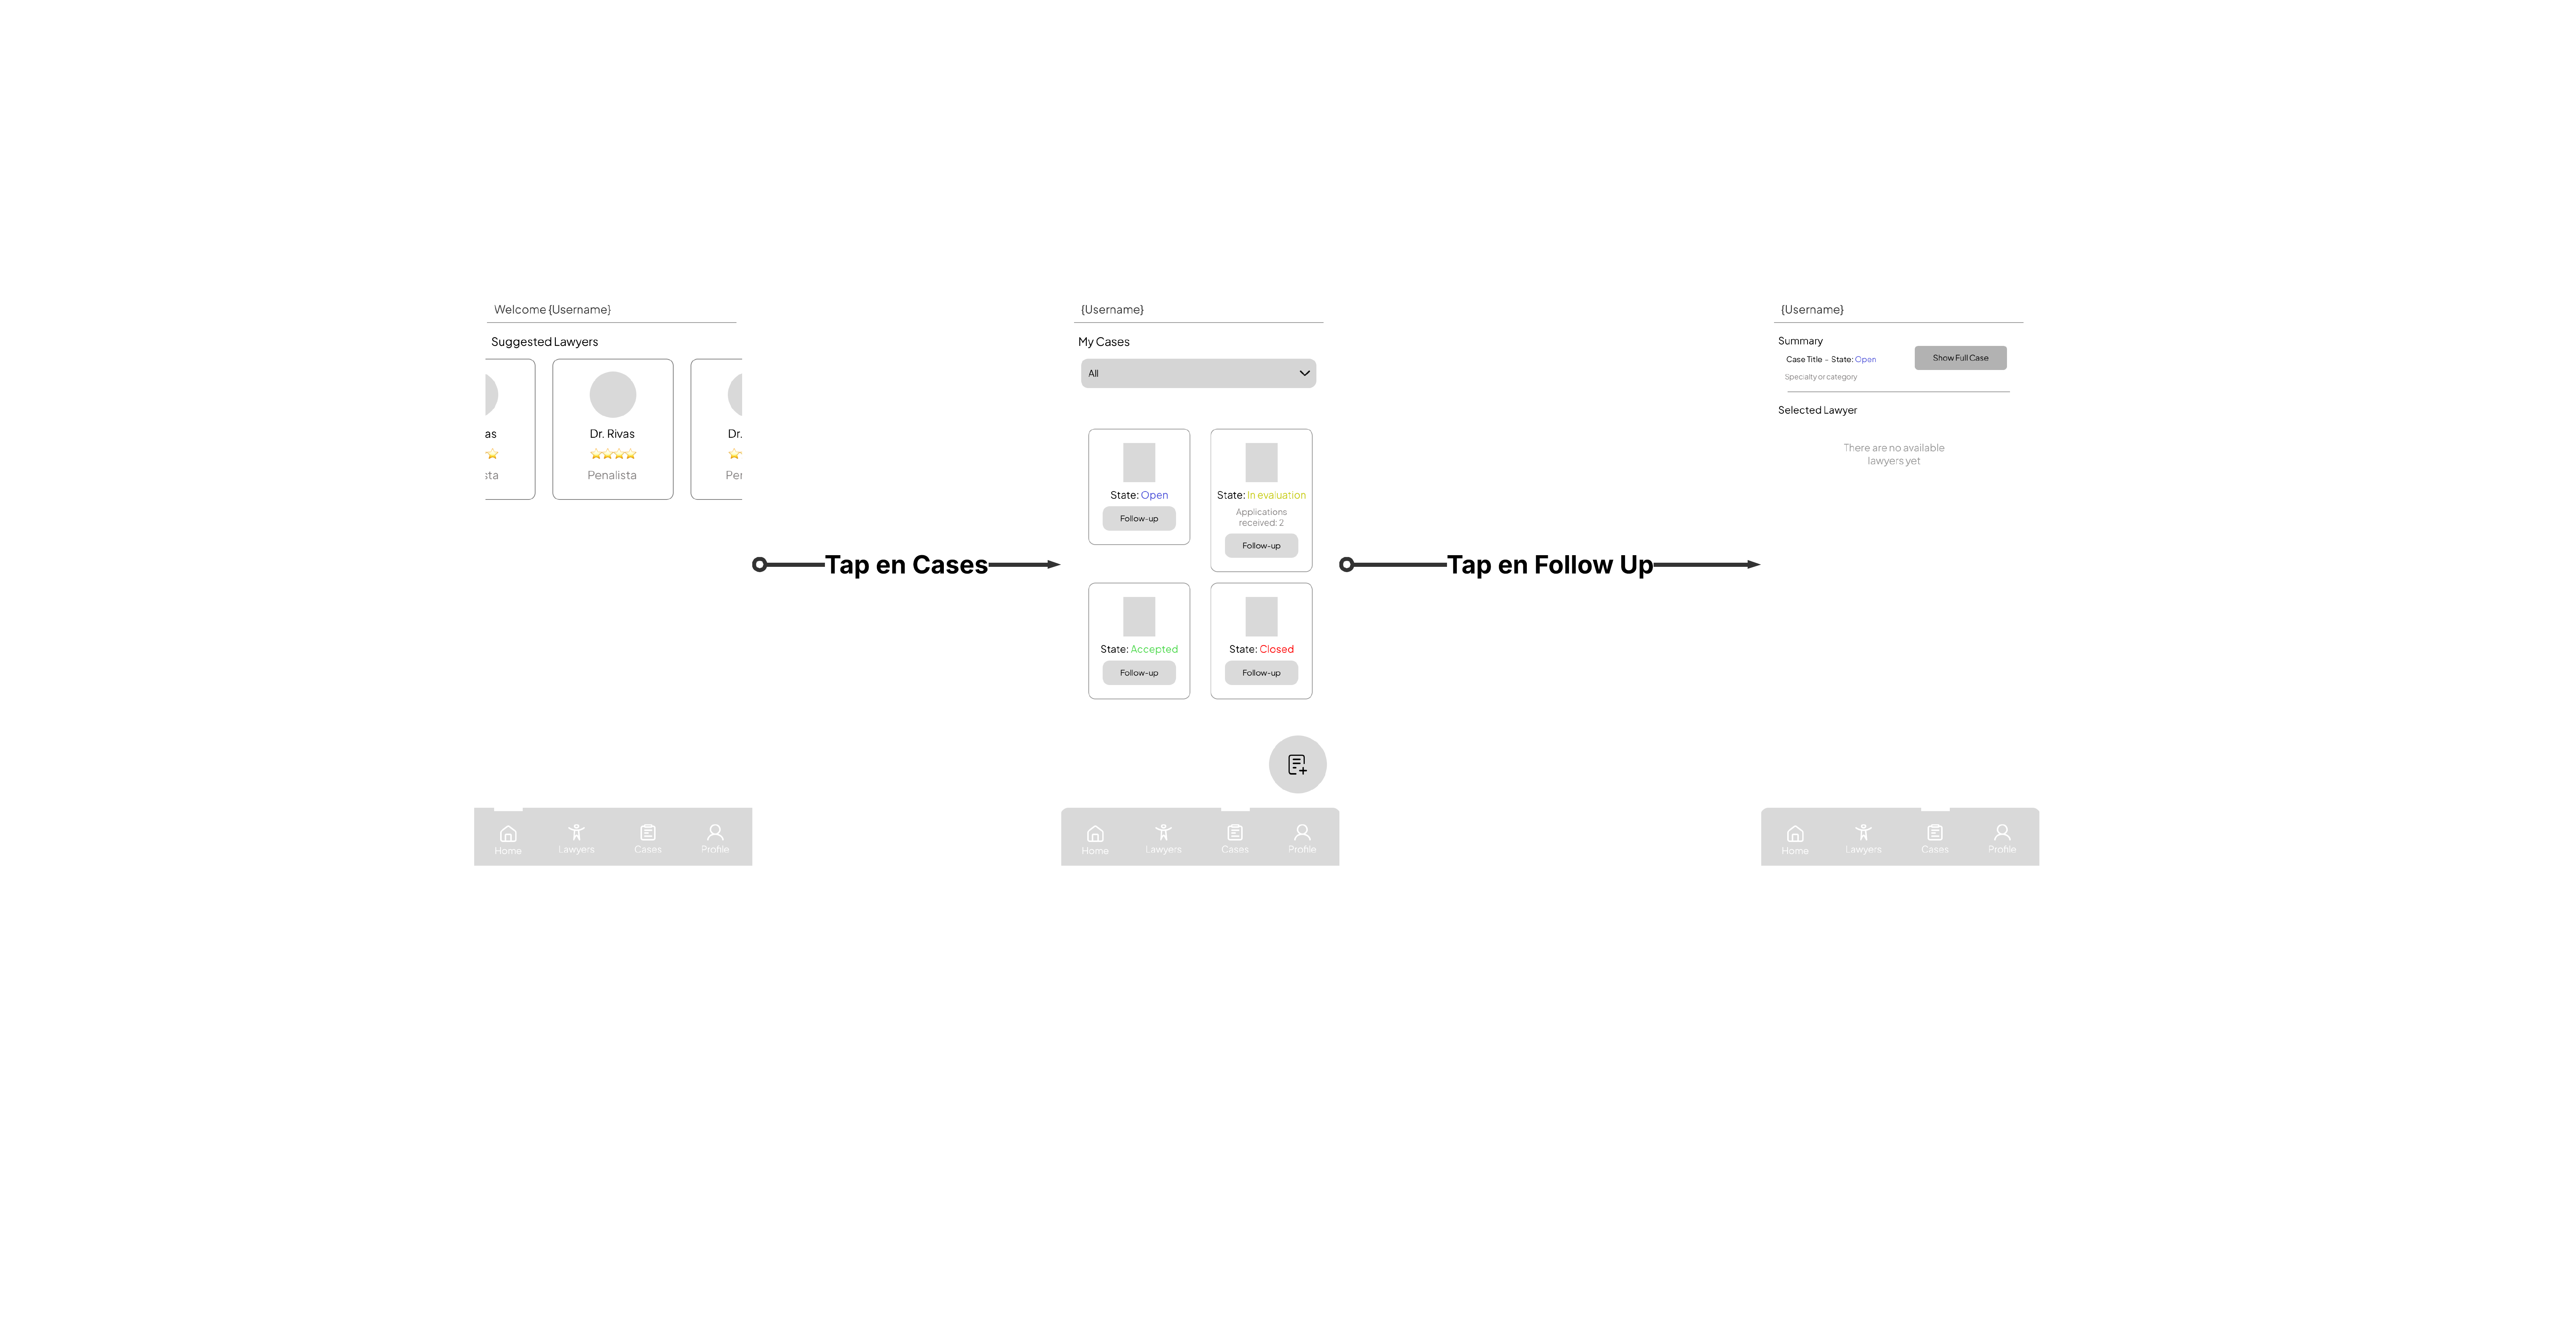 Welcome {Username}
Suggested Lawyers
as
Dr. Rivas
Dr.
sta
Penalista
Per
Home
Lawyers
Cases
Profile
Tap en Cases
{Username}
My Cases
All
State: Open
Follow-up
State: In evaluation
Applications
received: 2
Follow-up
State: Accepted
Follow-up
State: Closed
Follow-up
Home
Lawyers
Cases
Profile
Tap en Follow Up
{Username}
Summary
Case Title - State: Open
Specialty or category
Show Full Case
Selected Lawyer
There are no available
lawyers yet
Home
Lawyers
Cases
Profile